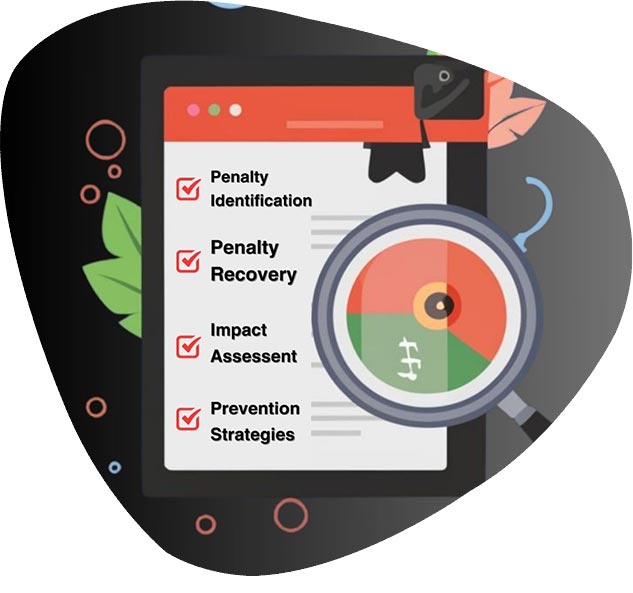 Penalty
Identification
Penalty
Recovery
Impact
Assessent
Prevention
Strategies